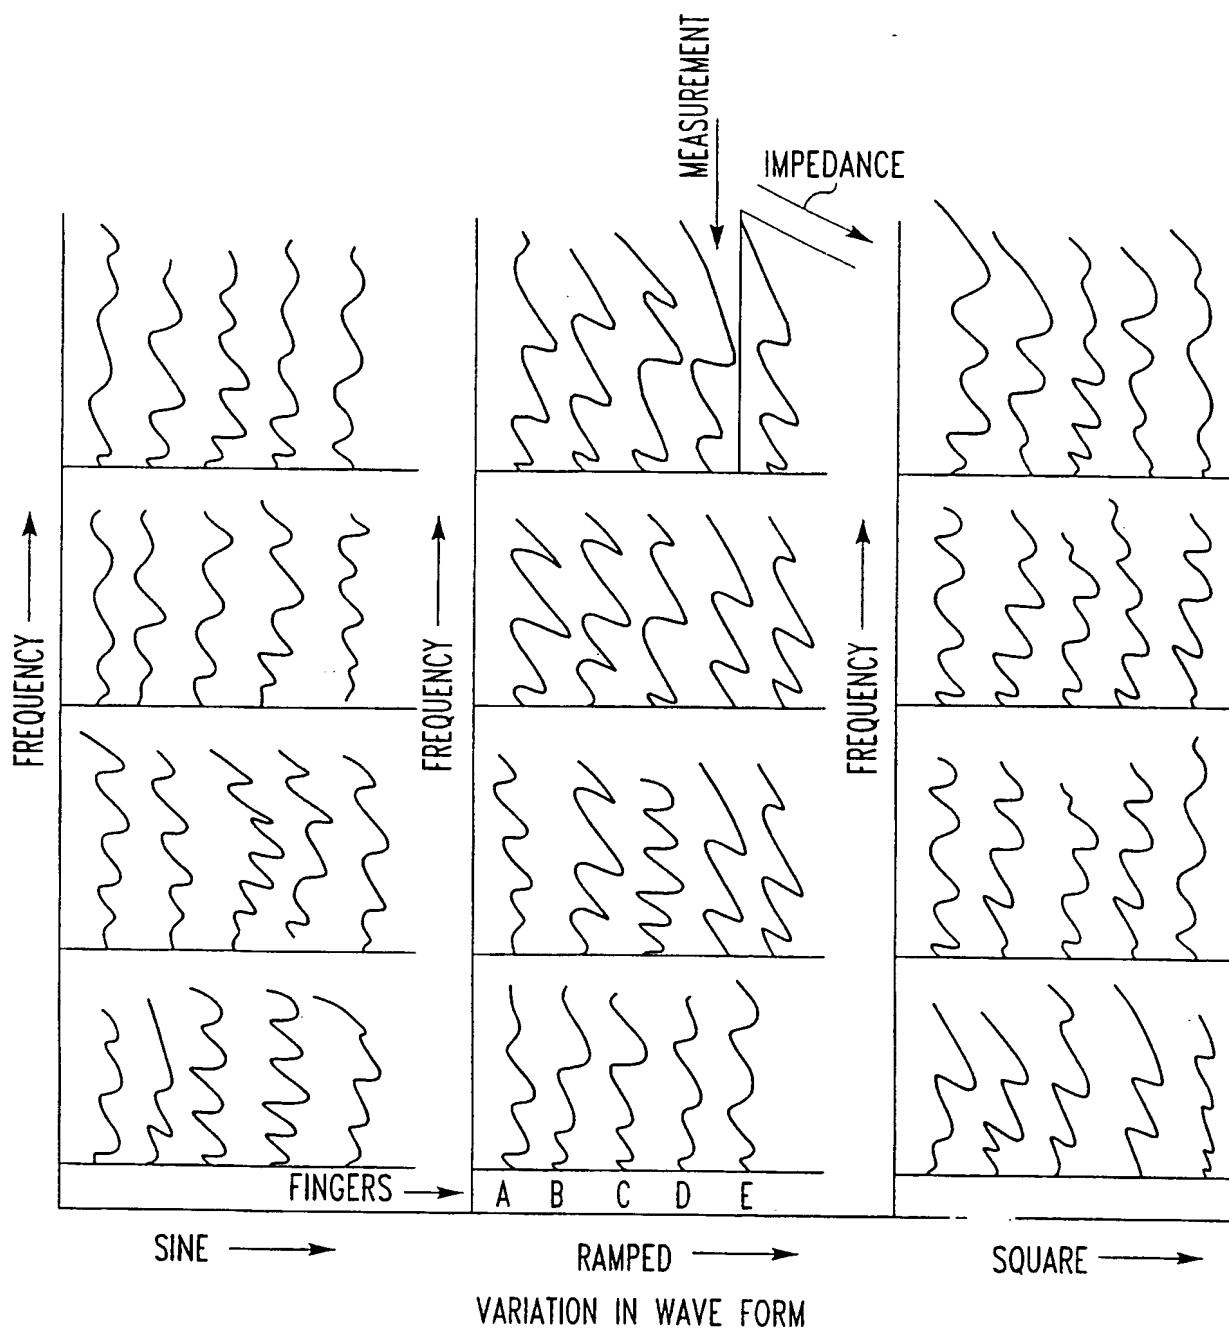 MEASUREMENT
IMPEDANCE
FREQUENCY
FREQUENCY
FREQUENCY
FINGERS
A B C D E
SINE
RAMPED
SQUARE
VARIATION IN WAVE FORM